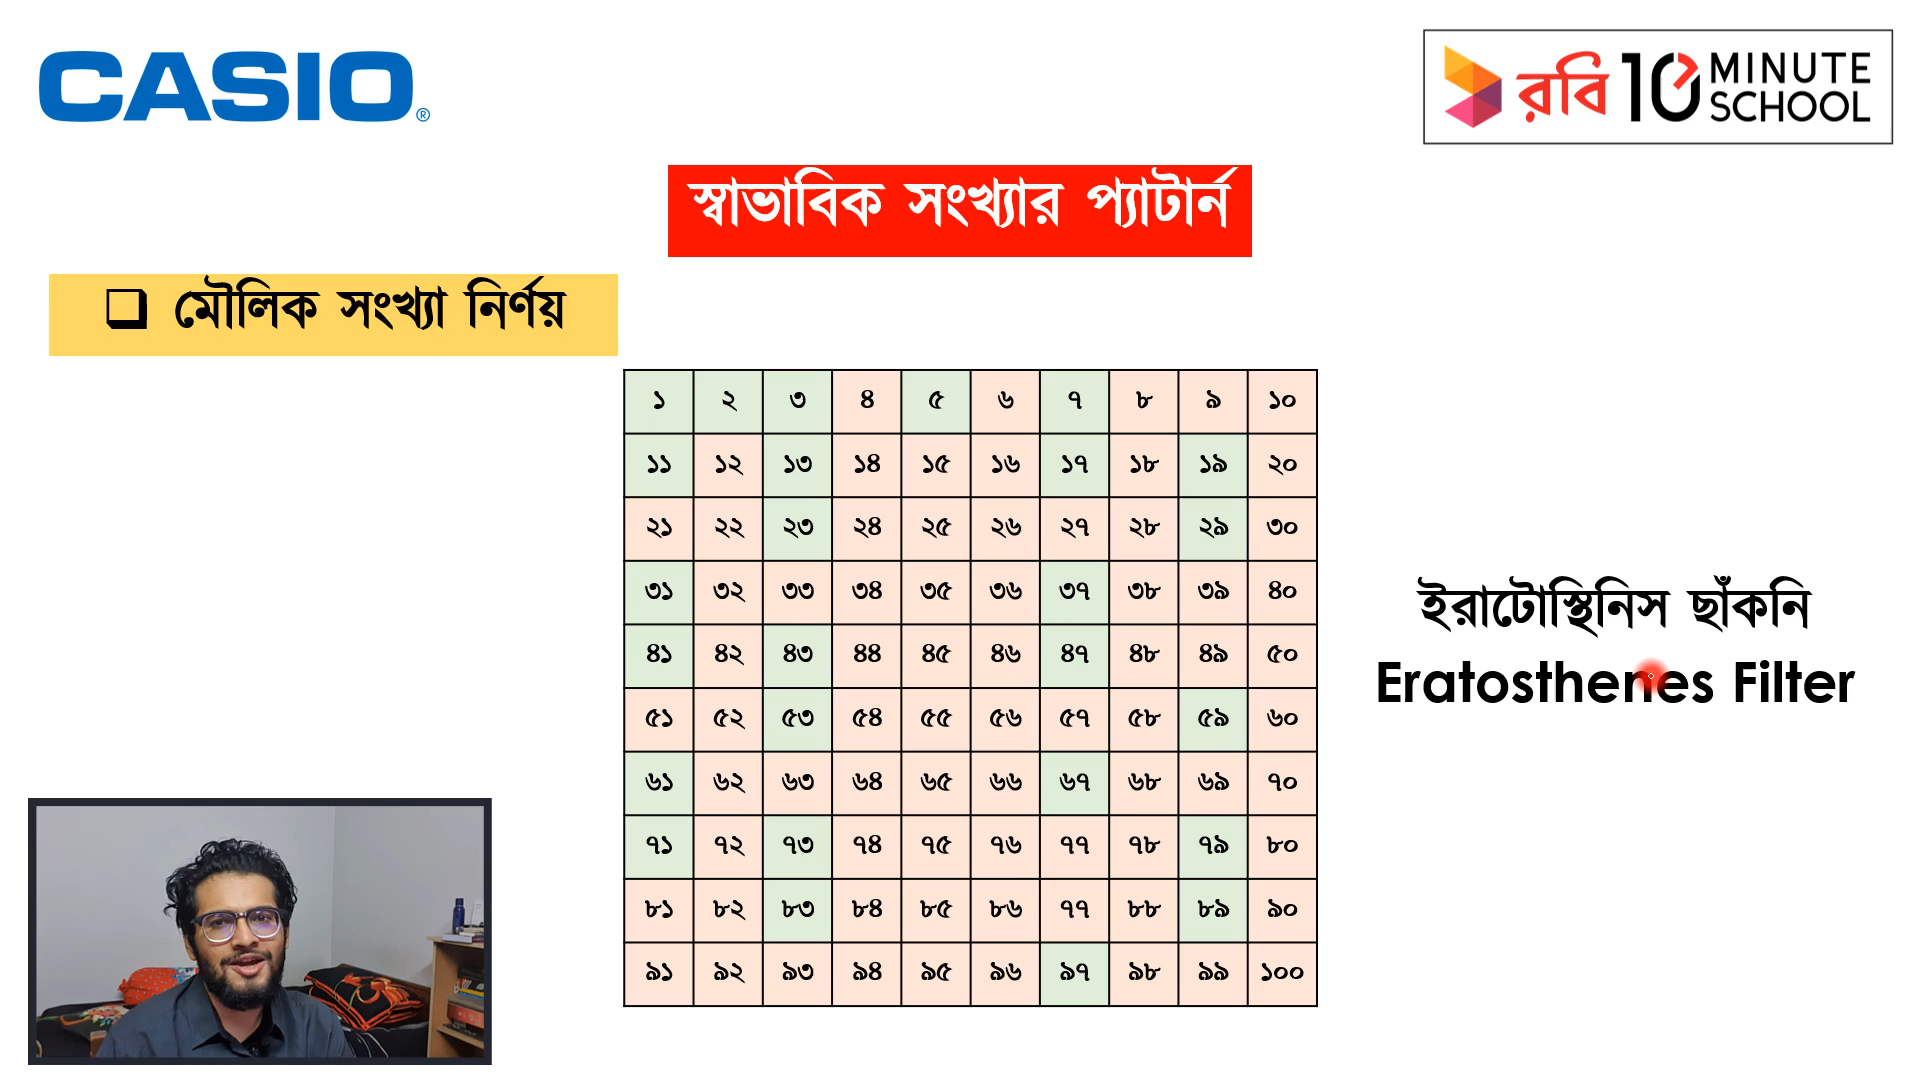 CASIO®
রবি 10 MINUTE SCHOOL
স্বাভাবিক সংখ্যার প্যাটার্ন
❑ মৌলিক সংখ্যা নির্ণয়
১ ২ ৩ ৪ ৫ ৬ ৭ ৮ ৯ ১০
১১ ১২ ১৩ ১৪ ১৫ ১৬ ১৭ ১৮ ১৯ ২০
২১ ২২ ২৩ ২৪ ২৫ ২৬ ২৭ ২৮ ২৯ ৩০
৩১ ৩২ ৩৩ ৩৪ ৩৫ ৩৬ ৩৭ ৩৮ ৩৯ ৪০
৪১ ৪২ ৪৩ ৪৪ ৪৫ ৪৬ ৪৭ ৪৮ ৪৯ ৫০
৫১ ৫২ ৫৩ ৫৪ ৫৫ ৫৬ ৫৭ ৫৮ ৫৯ ৬০
৬১ ৬২ ৬৩ ৬৪ ৬৫ ৬৬ ৬৭ ৬৮ ৬৯ ৭০
৭১ ৭২ ৭৩ ৭৪ ৭৫ ৭৬ ৭৭ ৭৮ ৭৯ ৮০
৮১ ৮২ ৮৩ ৮৪ ৮৫ ৮৬ ৭৭ ৮৮ ৮৯ ৯০
৯১ ৯২ ৯৩ ৯৪ ৯৫ ৯৬ ৯৭ ৯৮ ৯৯ ১০০
ইরাটোস্থিনিস ছাঁকনি
Eratosthenes Filter